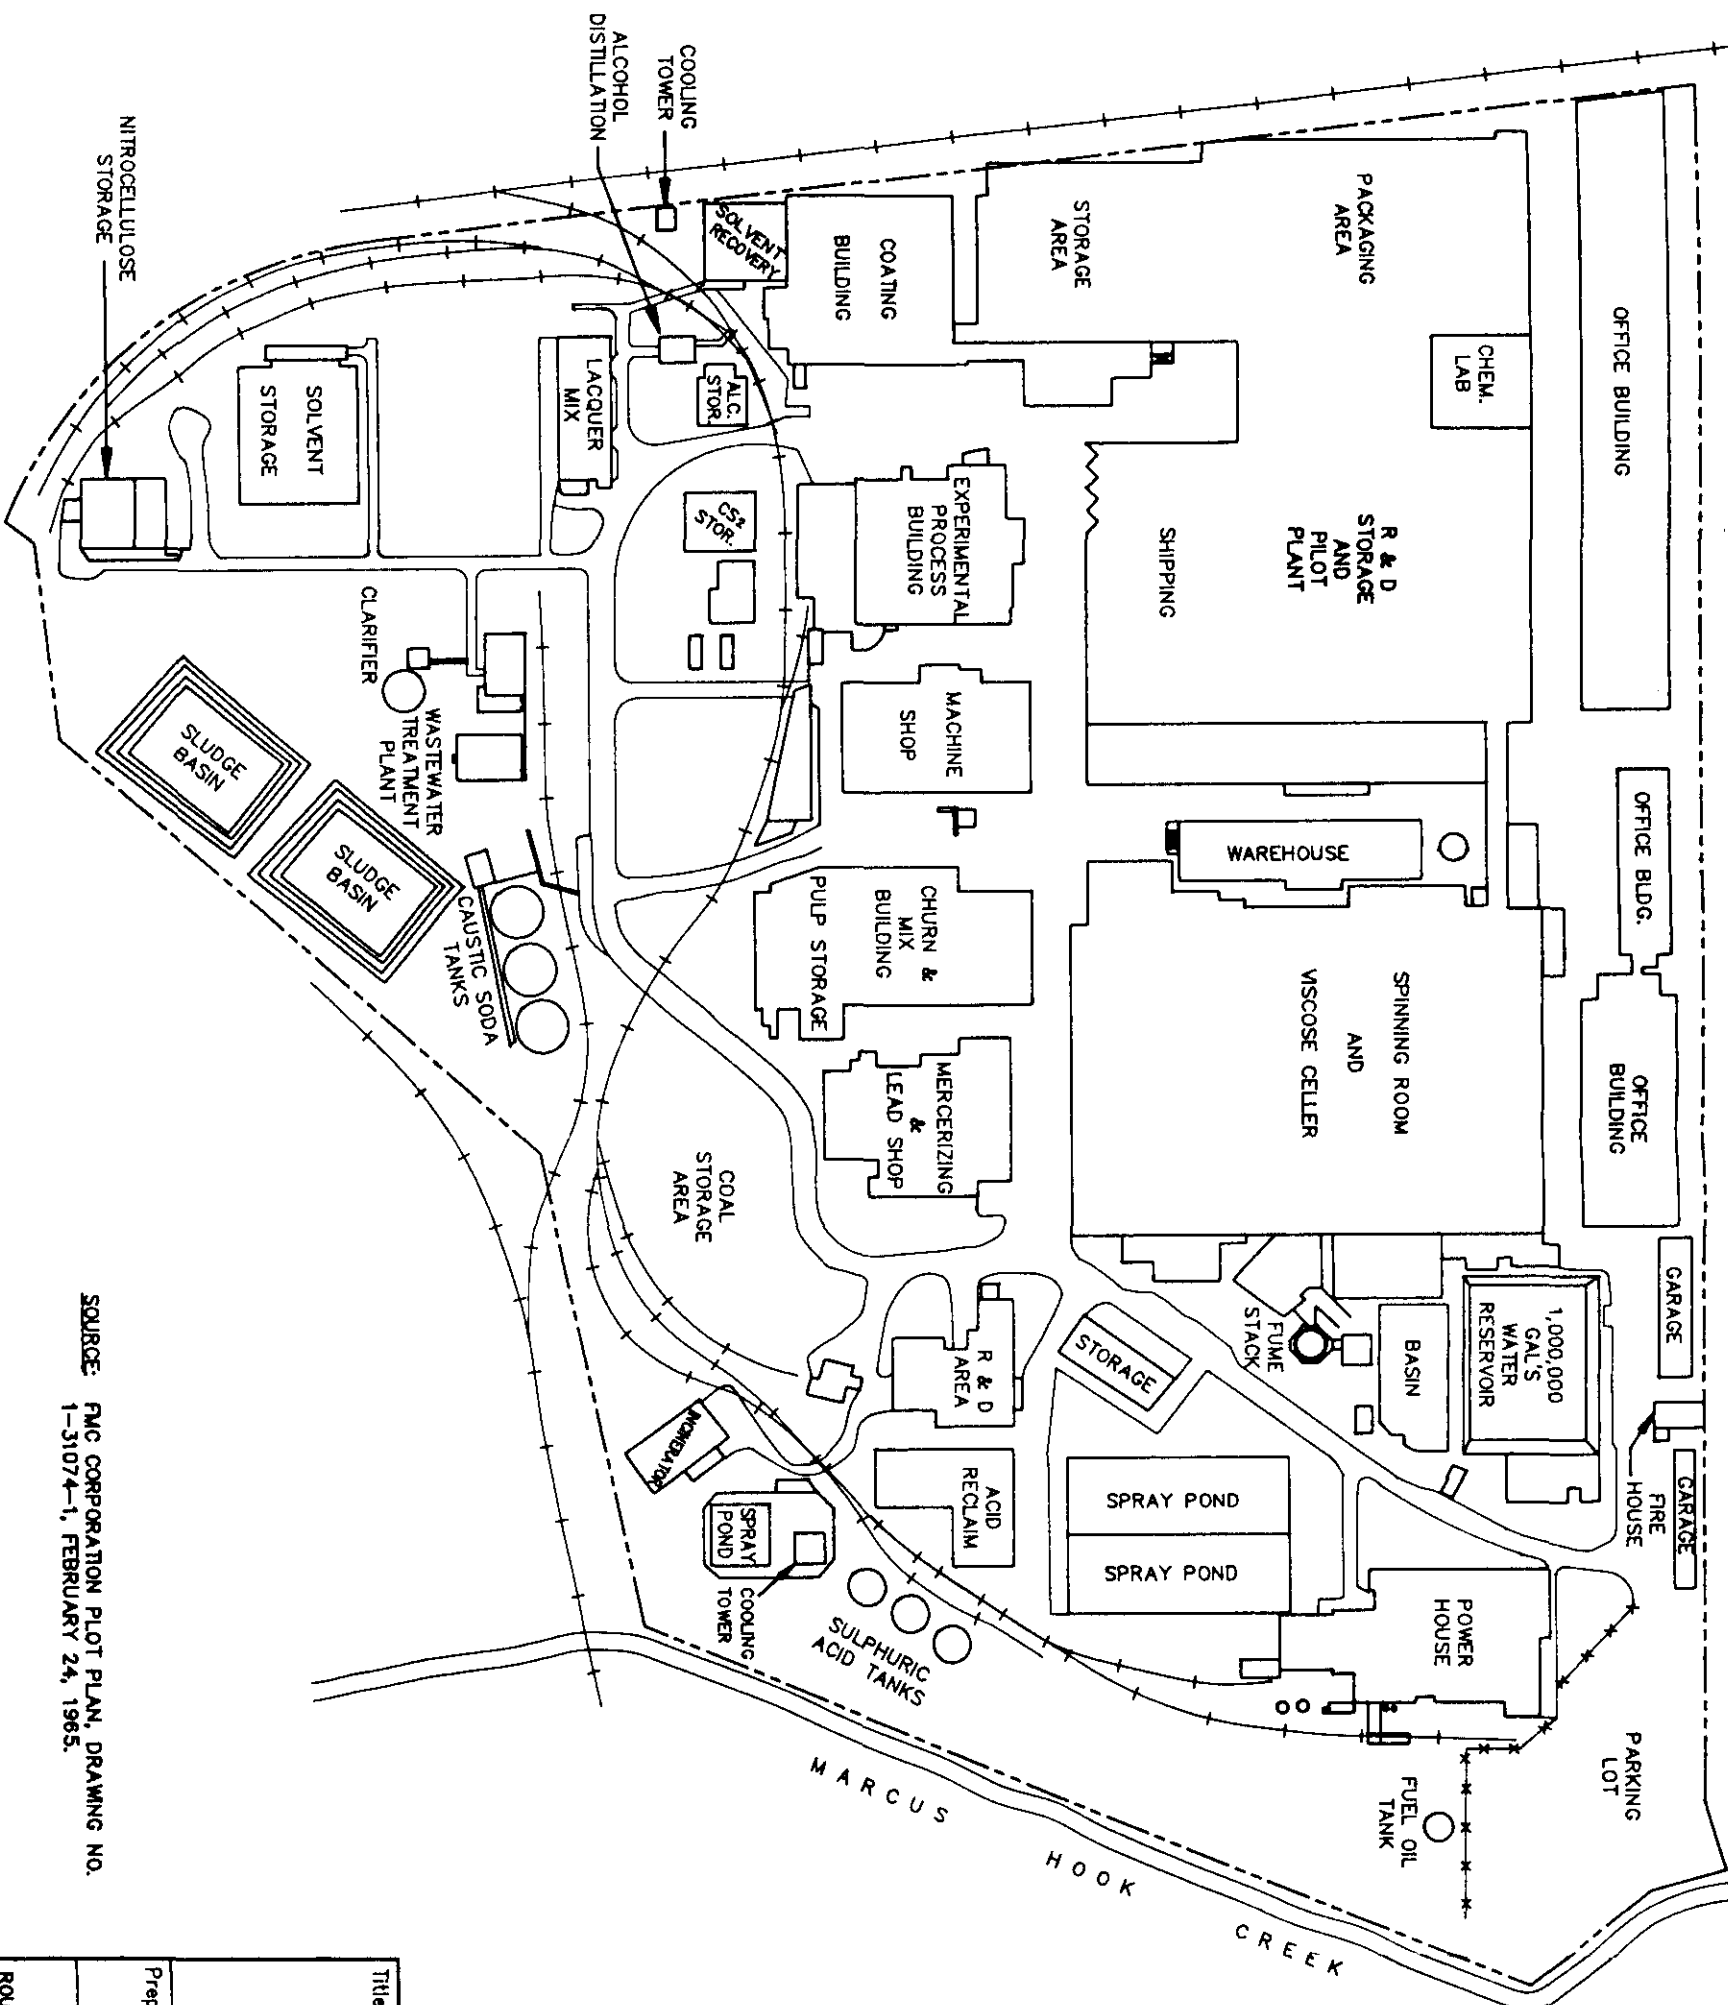 OFFICE BUILDING
OFFICE BLDG.
OFFICE
BUILDING
GARAGE
FIRE
HOUSE
GARAGE
PARKING
LOT
PACKAGING
AREA
CHEM.
LAB
STORAGE
AREA
R & D
STORAGE
AND
PILOT
PLANT
SHIPPING
WAREHOUSE
SPINNING ROOM
AND
VISCOSE CELLER
1,000,000
GAL'S
WATER
RESERVOIR
BASIN
FUME
STACK
STORAGE
SPRAY POND
SPRAY POND
POWER
HOUSE
FUEL OIL
TANK
COATING
BUILDING
SOLVENT
RECOVERY
COOLING
TOWER
ALCOHOL
DISTILLATION
ALC.
STOR.
EXPERIMENTAL
PROCESS
BUILDING
MACHINE
SHOP
CHURN &
MIX
BUILDING
PULP STORAGE
MERCERIZING
&
LEAD SHOP
R & D
AREA
ACID
RECLAIM
LACQUER
MIX
CS2
STOR.
COAL
STORAGE
AREA
INCINERATOR
SPRAY
POND
COOLING
TOWER
SULPHURIC
ACID TANKS
SOLVENT
STORAGE
NITROCELLULOSE
STORAGE
CLARIFIER
WASTEWATER
TREATMENT
PLANT
SLUDGE
BASIN
SLUDGE
BASIN
CAUSTIC SODA
TANKS
MARCUS HOOK CREEK
SOURCE: FMC CORPORATION PLOT PLAN, DRAWING NO.
1-31074-1, FEBRUARY 24, 1965.
Title
Prep
ROU